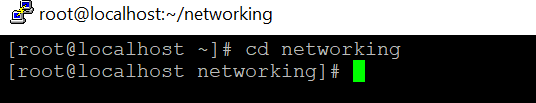 root@localhost:~/networking
[root@localhost ~]# cd networking
[root@localhost networking]#